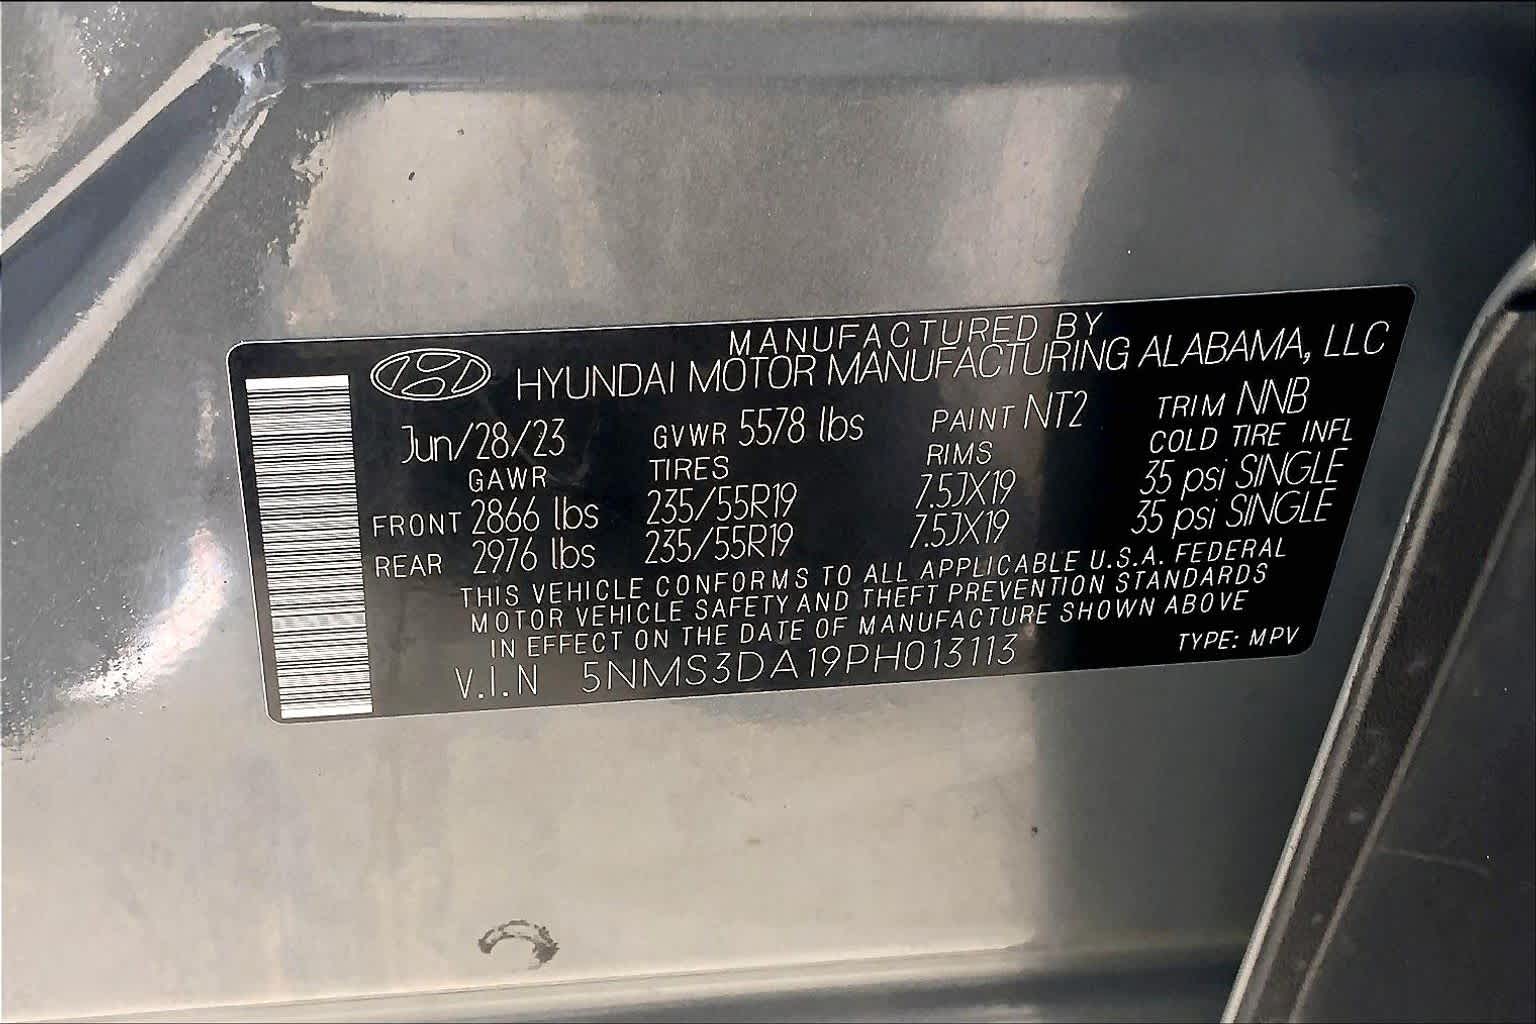 MANUFACTURED BY
HYUNDAI MOTOR MANUFACTURING ALABAMA, LLC
Jun/28/23 GVWR 5578 lbs PAINT NT2 TRIM NNB
GAWR TIRES RIMS COLD TIRE INFL
FRONT 2866 lbs 235/55R19 7.5JX19 35 psi SINGLE
REAR 2976 lbs 235/55R19 7.5JX19 35 psi SINGLE
THIS VEHICLE CONFORMS TO ALL APPLICABLE U.S.A. FEDERAL
MOTOR VEHICLE SAFETY AND THEFT PREVENTION STANDARDS
IN EFFECT ON THE DATE OF MANUFACTURE SHOWN ABOVE
V.I.N 5NMS3DA19PH013113 TYPE: MPV